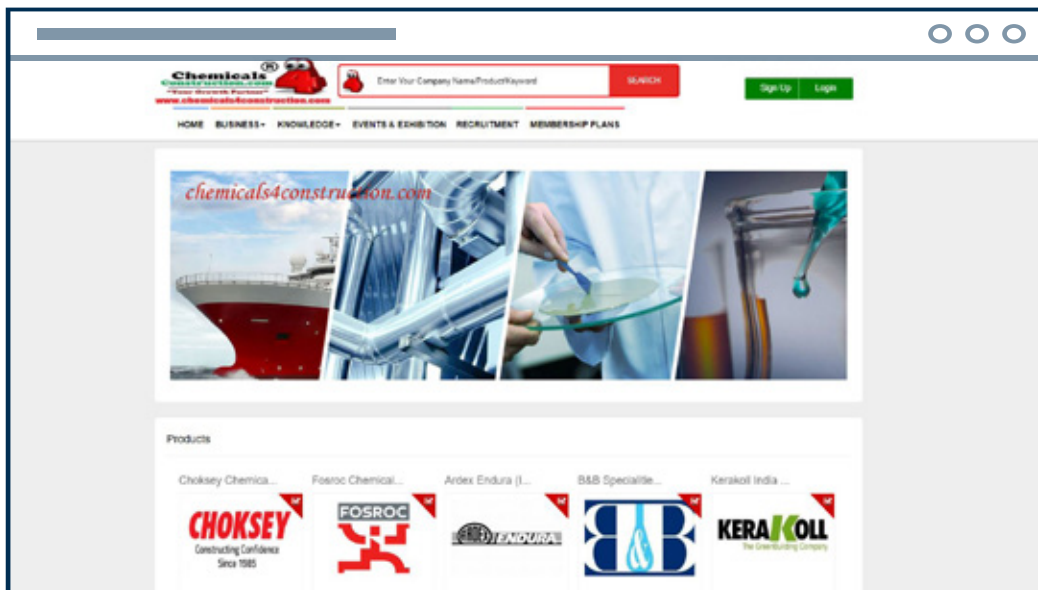 Chemicals®
Construction.com
"Your Growth Partner"
www.chemicals4construction.com
Enter Your Company Name/Product/Keyword
SEARCH
Sign Up
Login
HOME BUSINESS KNOWLEDGE EVENTS & EXHIBITION RECRUITMENT MEMBERSHIP PLANS
chemicals4construction.com
Products
Choksey Chemica...
Fosroc Chemical...
Ardex Endura (I...
B&B Specialitie...
Kerakoll India ...
CHOKSEY
Constructing Confidence
Since 1985
FOSROC
ENDURA
B&B
KERAKOLL
The Greenbuilding Company